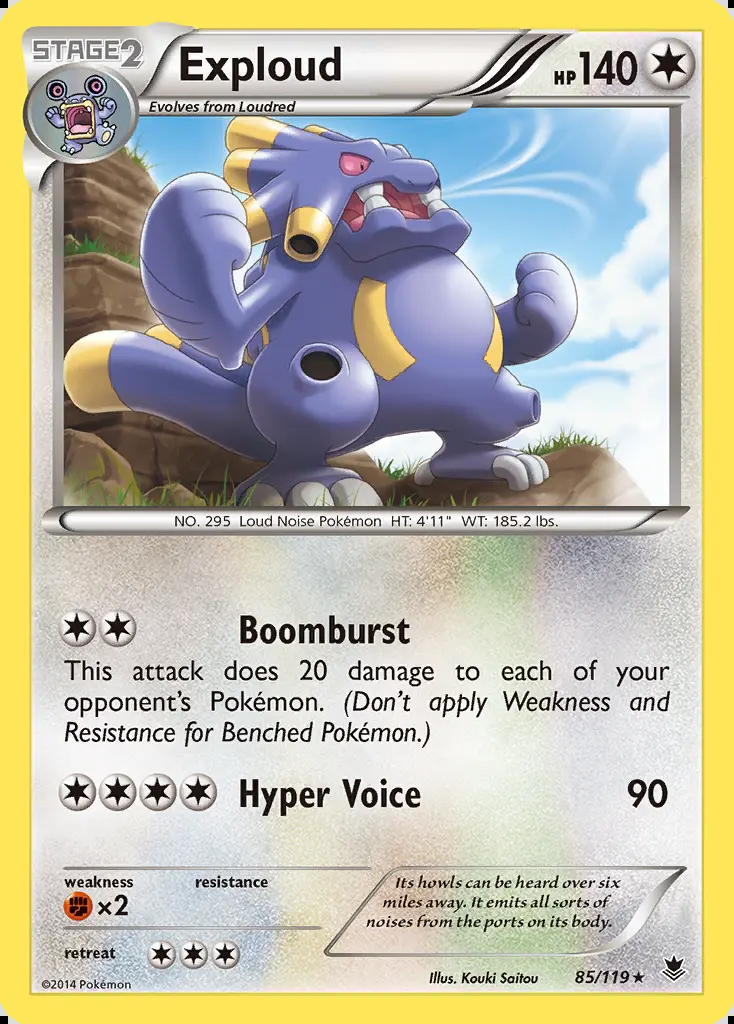 STAGE2
Exploud
HP140
Evolves from Loudred
NO. 295 Loud Noise Pokémon HT: 4'11" WT: 185.2 lbs.
Boomburst
This attack does 20 damage to each of your
opponent's Pokémon. (Don't apply Weakness and
Resistance for Benched Pokémon.)
Hyper Voice 90
weakness resistance
×2
Its howls can be heard over six
miles away. It emits all sorts of
noises from the ports on its body.
retreat
©2014 Pokémon
Illus. Kouki Saitou
85/119 ★